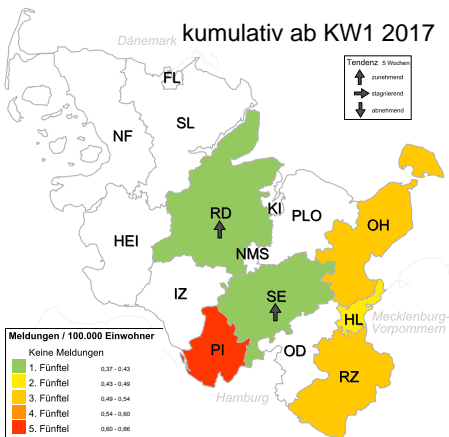 kumulativ ab KW1 2017
Dänemark
Tendenz 5 Wochen
zunehmend
stagnierend
abnehmend
FL
SL
NF
RD
KI
PLO
OH
HEI
NMS
IZ
SE
HL
Mecklenburg-
Vorpommern
PI
OD
RZ
Hamburg
Meldungen / 100.000 Einwohner
Keine Meldungen
1. Fünftel 0,37 - 0,43
2. Fünftel 0,43 - 0,49
3. Fünftel 0,49 - 0,54
4. Fünftel 0,54 - 0,60
5. Fünftel 0,60 - 0,66